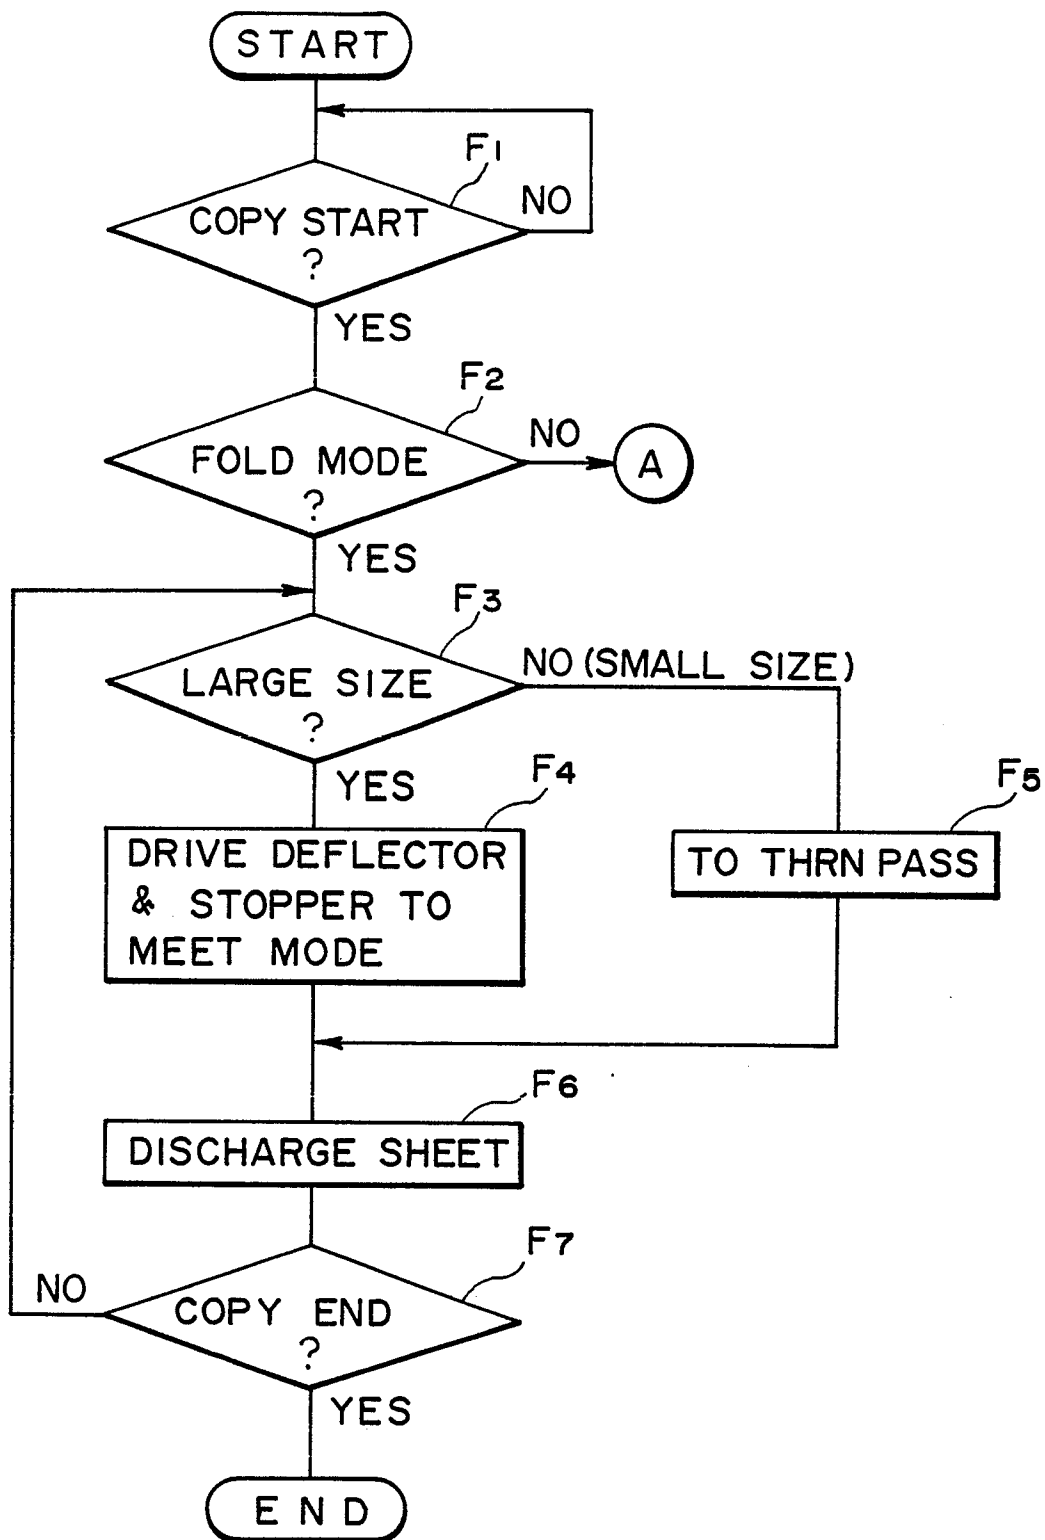 START
F1
COPY START
?
NO
YES
F2
FOLD MODE
?
NO
A
YES
F3
LARGE SIZE
?
NO (SMALL SIZE)
YES
F4
DRIVE DEFLECTOR
& STOPPER TO
MEET MODE
F5
TO THRN PASS
F6
DISCHARGE SHEET
F7
COPY END
?
NO
YES
END